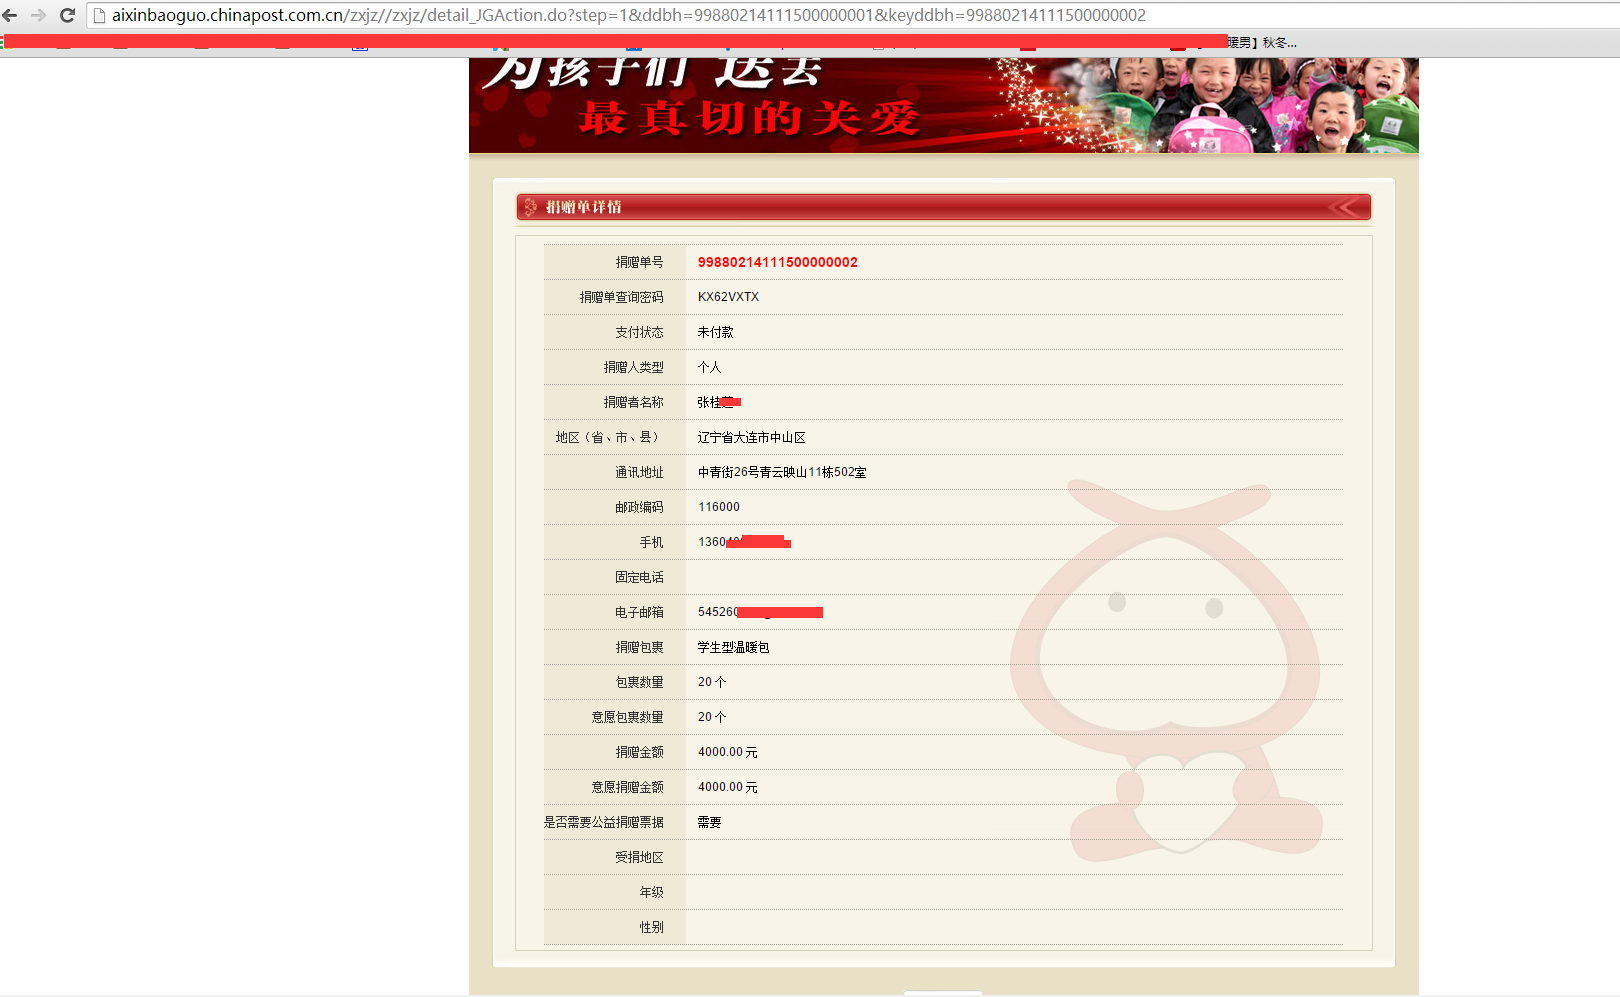 aixinbaoguo.chinapost.com.cn/zxjz//zxjz/detail_JGAction.do?step=1&ddbh=99880214111500000001&keyddbh=99880214111500000002
暖男】秋冬...
为孩子们 送去
最真切的关爱
捐赠单详情
捐赠单号 99880214111500000002
捐赠单查询密码 KX62VXTX
支付状态 未付款
捐赠人类型 个人
捐赠者名称 张桂
地区（省、市、县） 辽宁省大连市中山区
通讯地址 中青街26号青云映山11栋502室
邮政编码 116000
手机 1360
固定电话
电子邮箱 54526
捐赠包裹 学生型温暖包
包裹数量 20 个
意愿包裹数量 20 个
捐赠金额 4000.00 元
意愿捐赠金额 4000.00 元
是否需要公益捐赠票据 需要
受捐地区
年级
性别